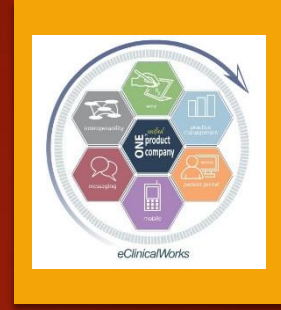 emr
interoperability
practice
management
ONE unified
product
company
messaging
patient portal
mobile
eClinicalWorks